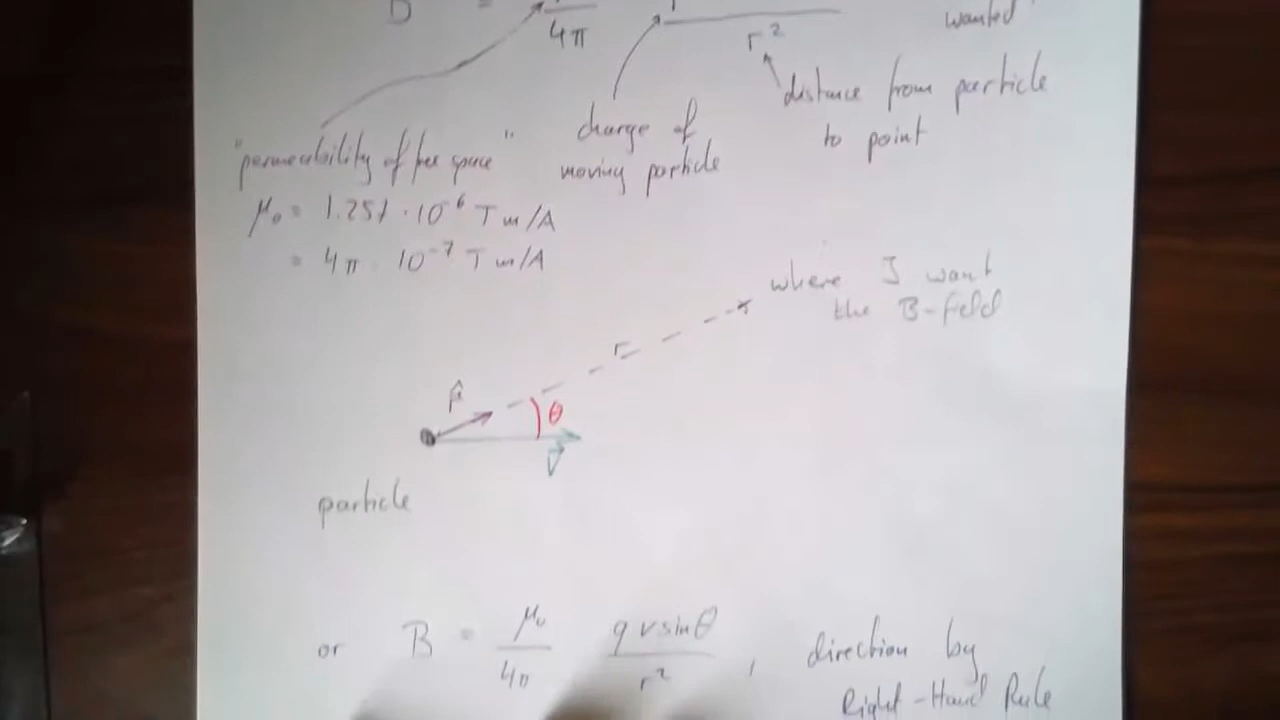 B =
4π
r²
wanted
distance from particle
to point
charge of
moving particle
"permeability of free space"
μ₀ = 1.257 · 10⁻⁶ T m/A
= 4π 10⁻⁷ T m/A
where I want
the B-field
r
r̂
θ
v⃗
particle
or B = μ₀/4π q v sinθ/r² , direction by
Right-Hand Rule